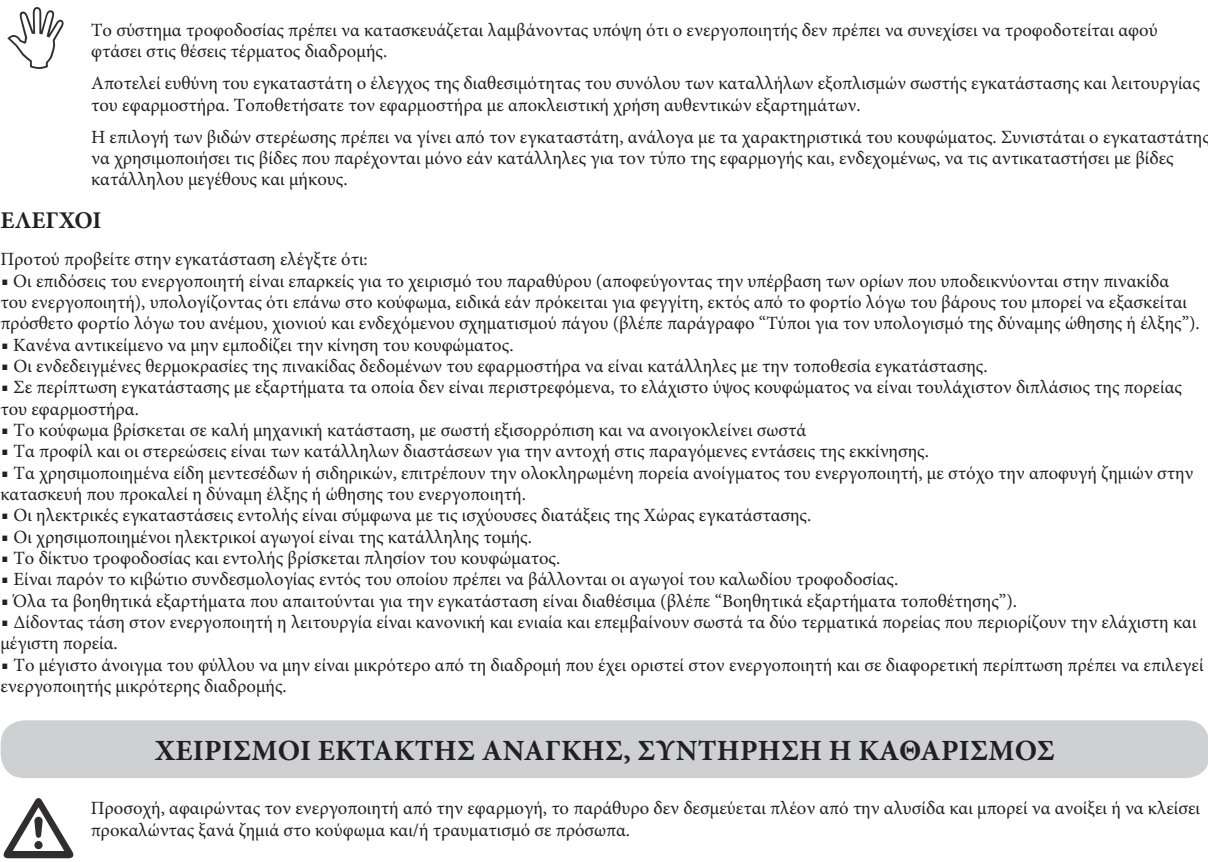 Το σύστημα τροφοδοσίας πρέπει να κατασκευάζεται λαμβάνοντας υπόψη ότι ο ενεργοποιητής δεν πρέπει να συνεχίσει να τροφοδοτείται αφού
φτάσει στις θέσεις τέρματος διαδρομής.
Αποτελεί ευθύνη του εγκαταστάτη ο έλεγχος της διαθεσιμότητας του συνόλου των καταλλήλων εξοπλισμών σωστής εγκατάστασης και λειτουργίας
του εφαρμοστήρα. Τοποθετήσατε τον εφαρμοστήρα με αποκλειστική χρήση αυθεντικών εξαρτημάτων.
Η επιλογή των βιδών στερέωσης πρέπει να γίνει από τον εγκαταστάτη, ανάλογα με τα χαρακτηριστικά του κουφώματος. Συνιστάται ο εγκαταστάτης
να χρησιμοποιήσει τις βίδες που παρέχονται μόνο εάν κατάλληλες για τον τύπο της εφαρμογής και, ενδεχομένως, να τις αντικαταστήσει με βίδες
κατάλληλου μεγέθους και μήκους.
ΕΛΕΓΧΟΙ
Προτού προβείτε στην εγκατάσταση ελέγξτε ότι:
▪ Οι επιδόσεις του ενεργοποιητή είναι επαρκείς για το χειρισμό του παραθύρου (αποφεύγοντας την υπέρβαση των ορίων που υποδεικνύονται στην πινακίδα
του ενεργοποιητή), υπολογίζοντας ότι επάνω στο κούφωμα, ειδικά εάν πρόκειται για φεγγίτη, εκτός από το φορτίο λόγω του βάρους του μπορεί να εξασκείται
πρόσθετο φορτίο λόγω του ανέμου, χιονιού και ενδεχόμενου σχηματισμού πάγου (βλέπε παράγραφο “Τύποι για τον υπολογισμό της δύναμης ώθησης ή έλξης”).
▪ Κανένα αντικείμενο να μην εμποδίζει την κίνηση του κουφώματος.
▪ Οι ενδεδειγμένες θερμοκρασίες της πινακίδας δεδομένων του εφαρμοστήρα να είναι κατάλληλες με την τοποθεσία εγκατάστασης.
▪ Σε περίπτωση εγκατάστασης με εξαρτήματα τα οποία δεν είναι περιστρεφόμενα, το ελάχιστο ύψος κουφώματος να είναι τουλάχιστον διπλάσιος της πορείας
του εφαρμοστήρα.
▪ Το κούφωμα βρίσκεται σε καλή μηχανική κατάσταση, με σωστή εξισορρόπιση και να ανοιγοκλείνει σωστά
▪ Τα προφίλ και οι στερεώσεις είναι των κατάλληλων διαστάσεων για την αντοχή στις παραγόμενες εντάσεις της εκκίνησης.
▪ Τα χρησιμοποιημένα είδη μεντεσέδων ή σιδηρικών, επιτρέπουν την ολοκληρωμένη πορεία ανοίγματος του ενεργοποιητή, με στόχο την αποφυγή ζημιών στην
κατασκευή που προκαλεί η δύναμη έλξης ή ώθησης του ενεργοποιητή.
▪ Οι ηλεκτρικές εγκαταστάσεις εντολής είναι σύμφωνα με τις ισχύουσες διατάξεις της Χώρας εγκατάστασης.
▪ Οι χρησιμοποιημένοι ηλεκτρικοί αγωγοί είναι της κατάλληλης τομής.
▪ Το δίκτυο τροφοδοσίας και εντολής βρίσκεται πλησίον του κουφώματος.
▪ Είναι παρόν το κιβώτιο συνδεσμολογίας εντός του οποίου πρέπει να βάλλονται οι αγωγοί του καλωδίου τροφοδοσίας.
▪ Όλα τα βοηθητικά εξαρτήματα που απαιτούνται για την εγκατάσταση είναι διαθέσιμα (βλέπε “Βοηθητικά εξαρτήματα τοποθέτησης”).
▪ Δίδοντας τάση στον ενεργοποιητή η λειτουργία είναι κανονική και ενιαία και επεμβαίνουν σωστά τα δύο τερματικά πορείας που περιορίζουν την ελάχιστη και
μέγιστη πορεία.
▪ Το μέγιστο άνοιγμα του φύλλου να μην είναι μικρότερο από τη διαδρομή που έχει οριστεί στον ενεργοποιητή και σε διαφορετική περίπτωση πρέπει να επιλεγεί
ενεργοποιητής μικρότερης διαδρομής.
ΧΕΙΡΙΣΜΟΙ ΕΚΤΑΚΤΗΣ ΑΝΑΓΚΗΣ, ΣΥΝΤΗΡΗΣΗ Η ΚΑΘΑΡΙΣΜΟΣ
Προσοχή, αφαιρώντας τον ενεργοποιητή από την εφαρμογή, το παράθυρο δεν δεσμεύεται πλέον από την αλυσίδα και μπορεί να ανοίξει ή να κλείσει
προκαλώντας ξανά ζημιά στο κούφωμα και/ή τραυματισμό σε πρόσωπα.